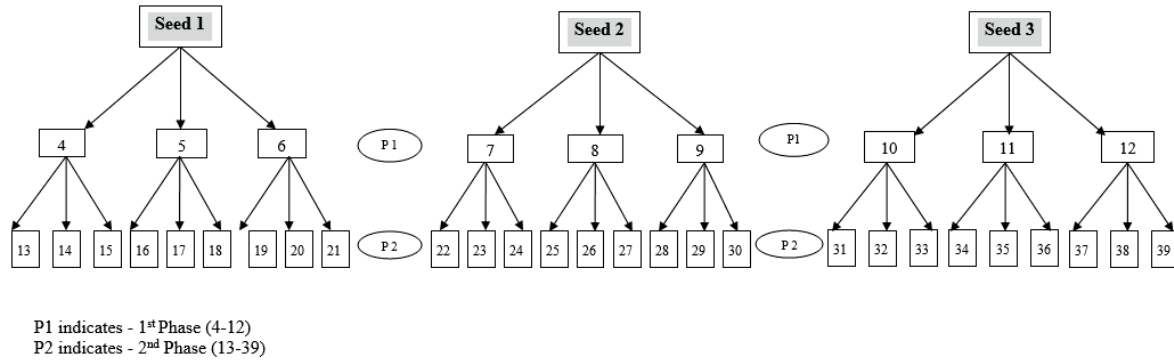 Seed 1 Seed 2 Seed 3
4 5 6 P 1 7 8 9 P1 10 11 12
13 14 15 16 17 18 19 20 21 P 2 22 23 24 25 26 27 28 29 30 P 2 31 32 33 34 35 36 37 38 39
P1 indicates - 1st Phase (4-12)
P2 indicates - 2nd Phase (13-39)